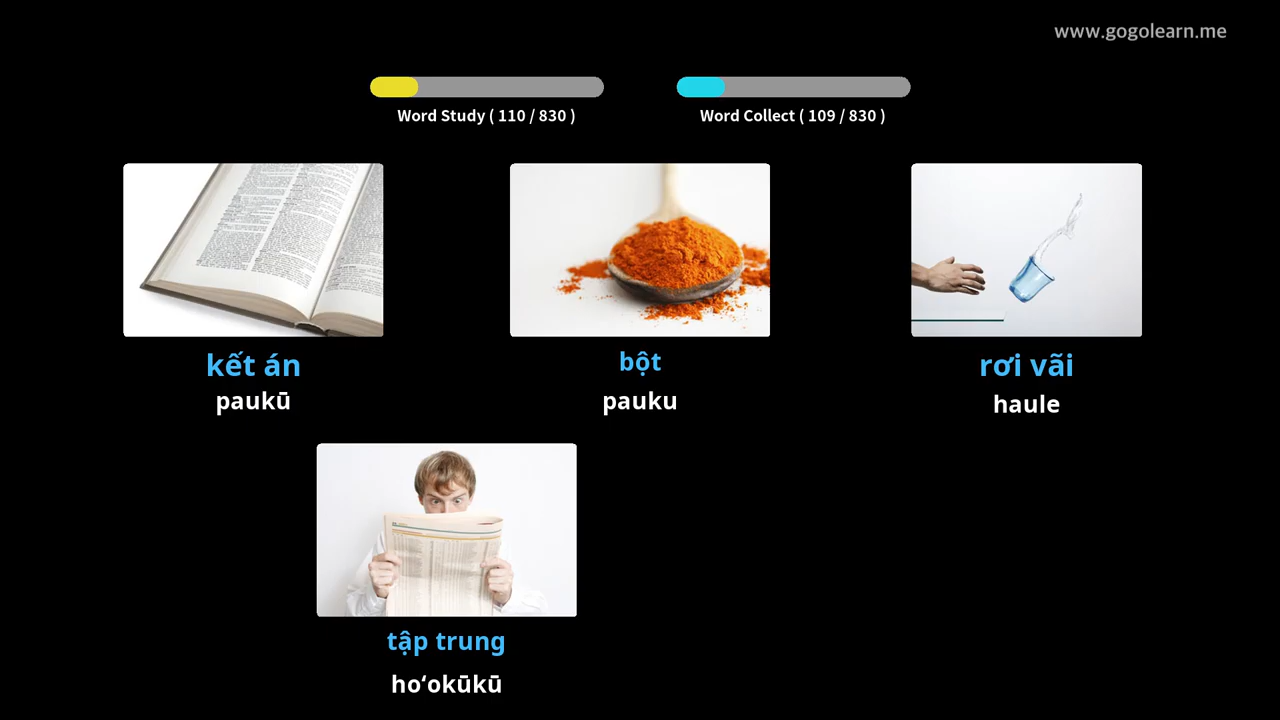 www.gogolearn.me
Word Study ( 110 / 830 )
Word Collect ( 109 / 830 )
kết án
paukū
bột
pauku
rơi vãi
haule
tập trung
hoʻokūkū